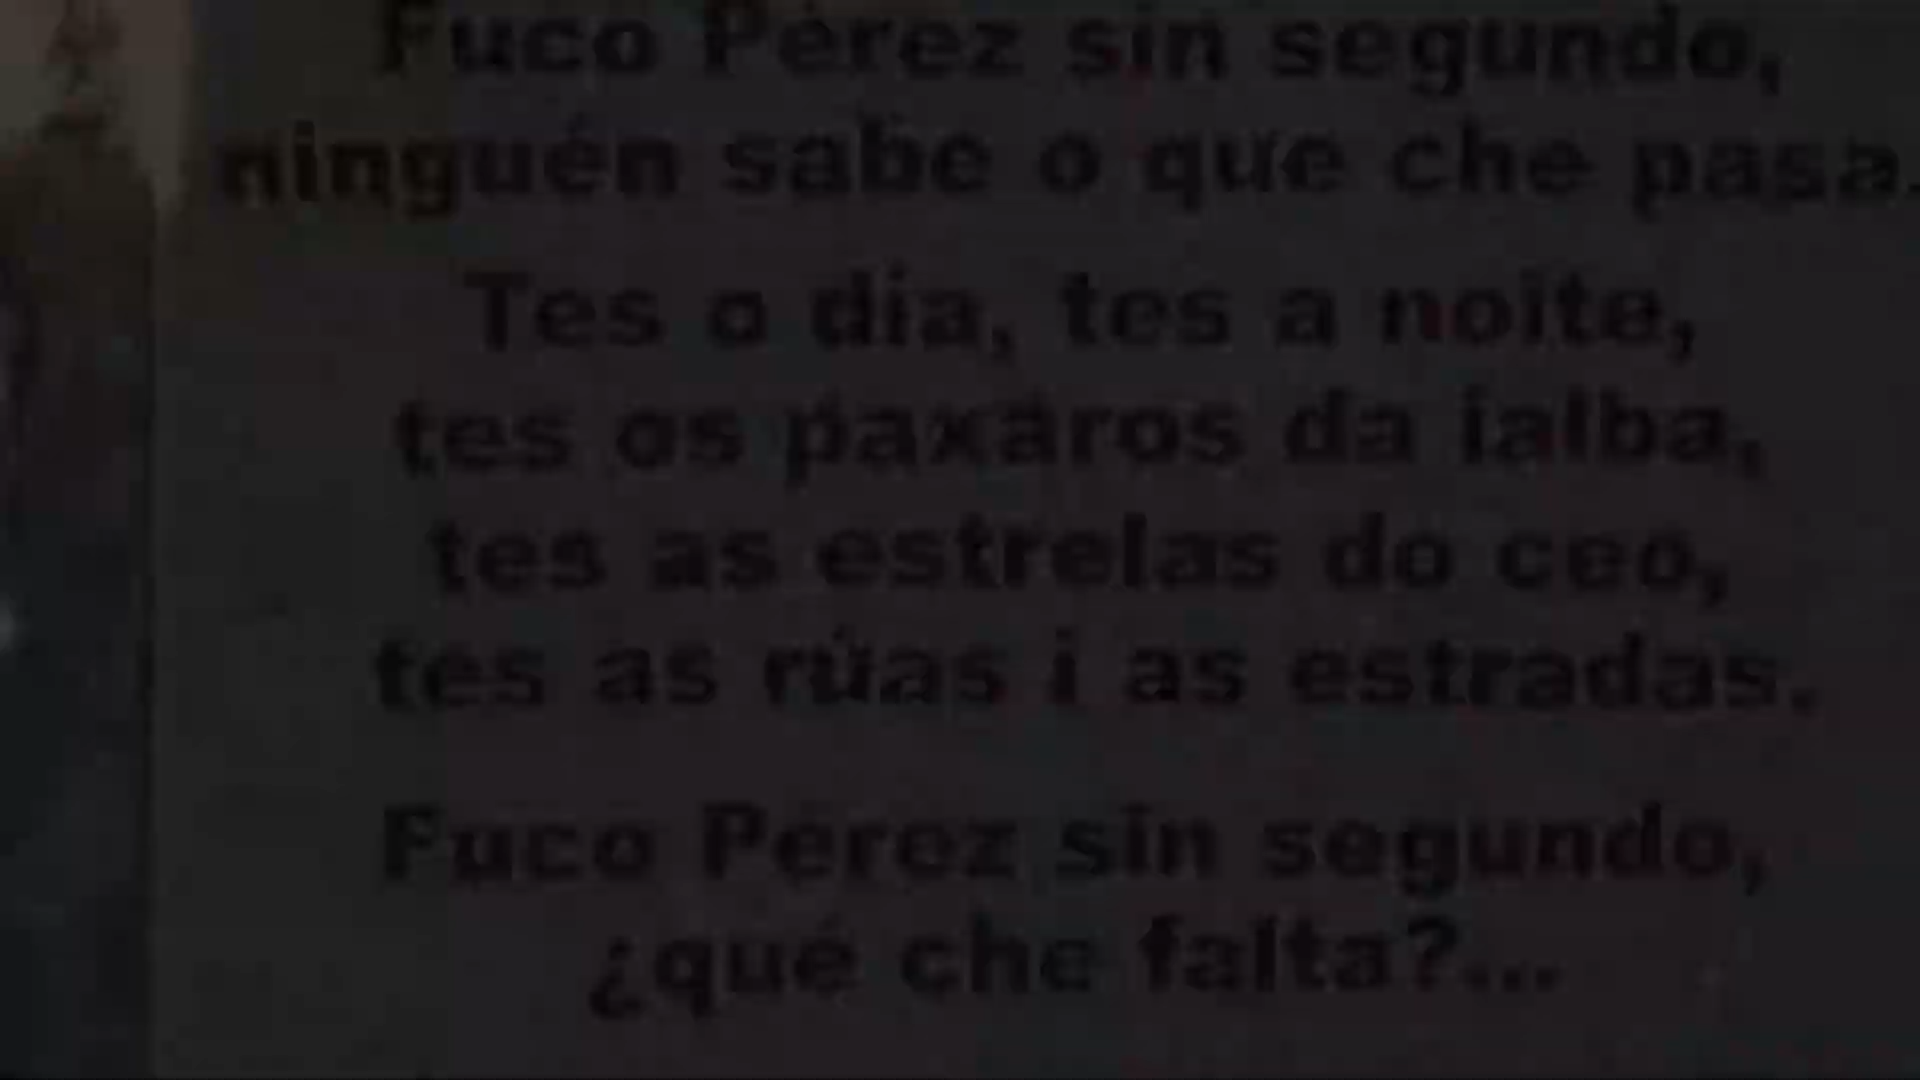 Fuco Pérez sin segundo,
ninguén sabe o que che pasa.
Tes o día, tes a noite,
tes os paxáros da ialba,
tes as estrelas do ceo,
tes as rúas i as estradas.
Fuco Pérez sin segundo,
¿qué che falta?...